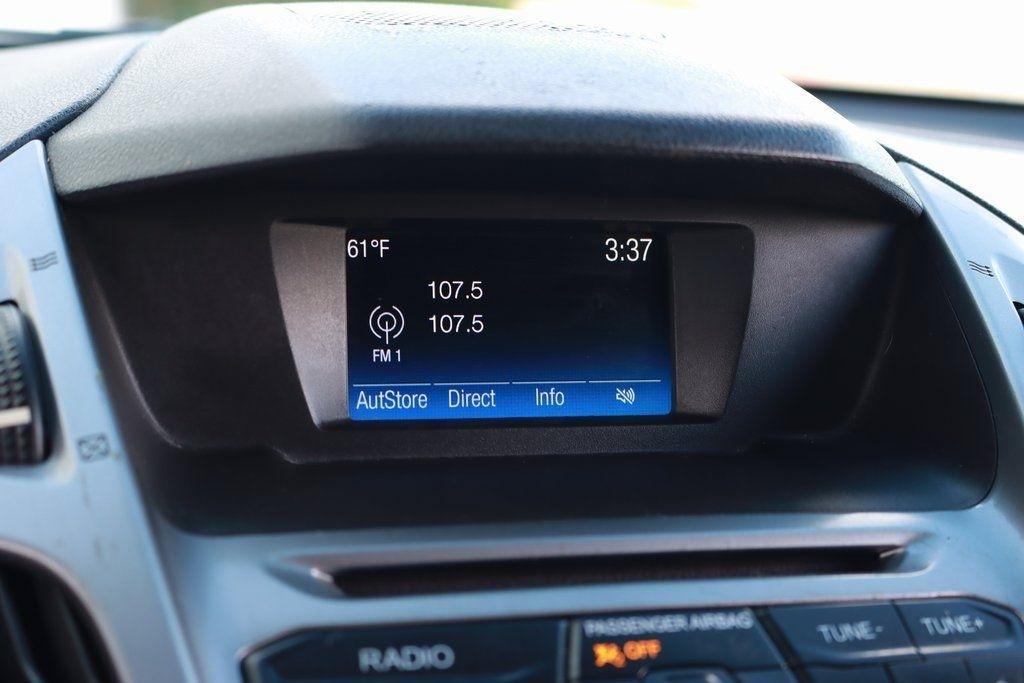 61°F 3:37
107.5
107.5
FM 1
AutStore Direct Info
PASSENGER AIRBAG
OFF
TUNE- TUNE+
RADIO